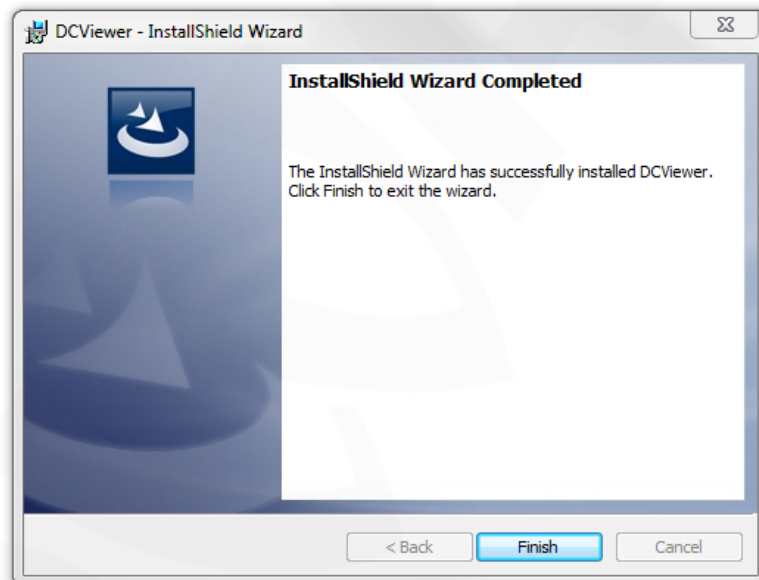 DCViewer - InstallShield Wizard
InstallShield Wizard Completed
The InstallShield Wizard has successfully installed DCViewer.
Click Finish to exit the wizard.
< Back
Finish
Cancel